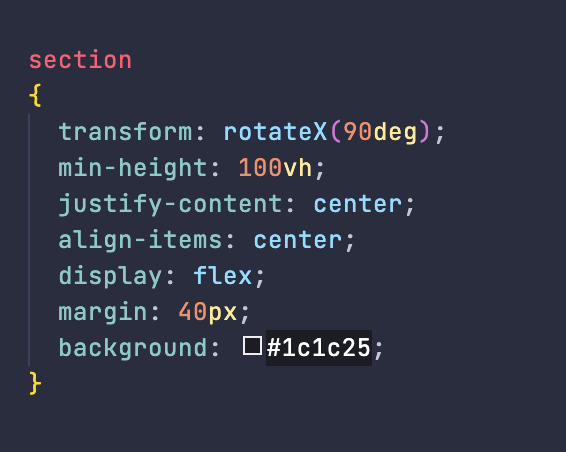 section
{
transform: rotateX(90deg);
min-height: 100vh;
justify-content: center;
align-items: center;
display: flex;
margin: 40px;
background: #1c1c25;
}